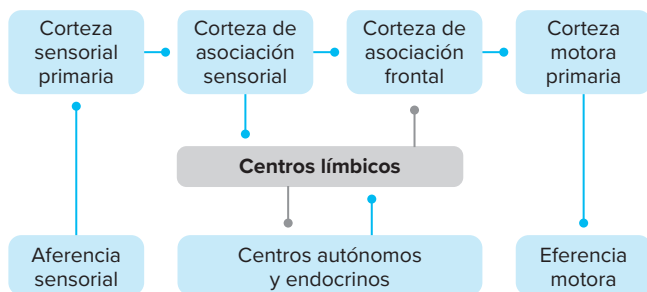 Corteza
sensorial
primaria
Corteza de
asociación
sensorial
Corteza de
asociación
frontal
Corteza
motora
primaria
Centros límbicos
Aferencia
sensorial
Centros autónomos
y endocrinos
Eferencia
motora